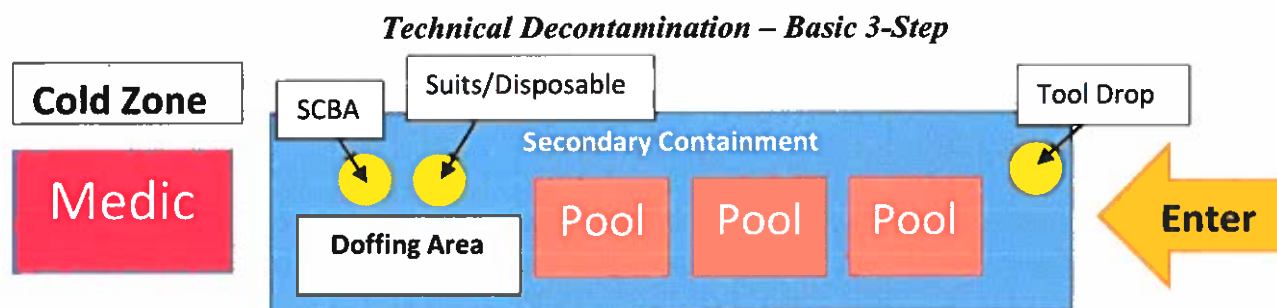 Technical Decontamination – Basic 3-Step
Cold Zone
SCBA
Suits/Disposable
Tool Drop
Secondary Containment
Medic
Doffing Area
Pool
Pool
Pool
Enter